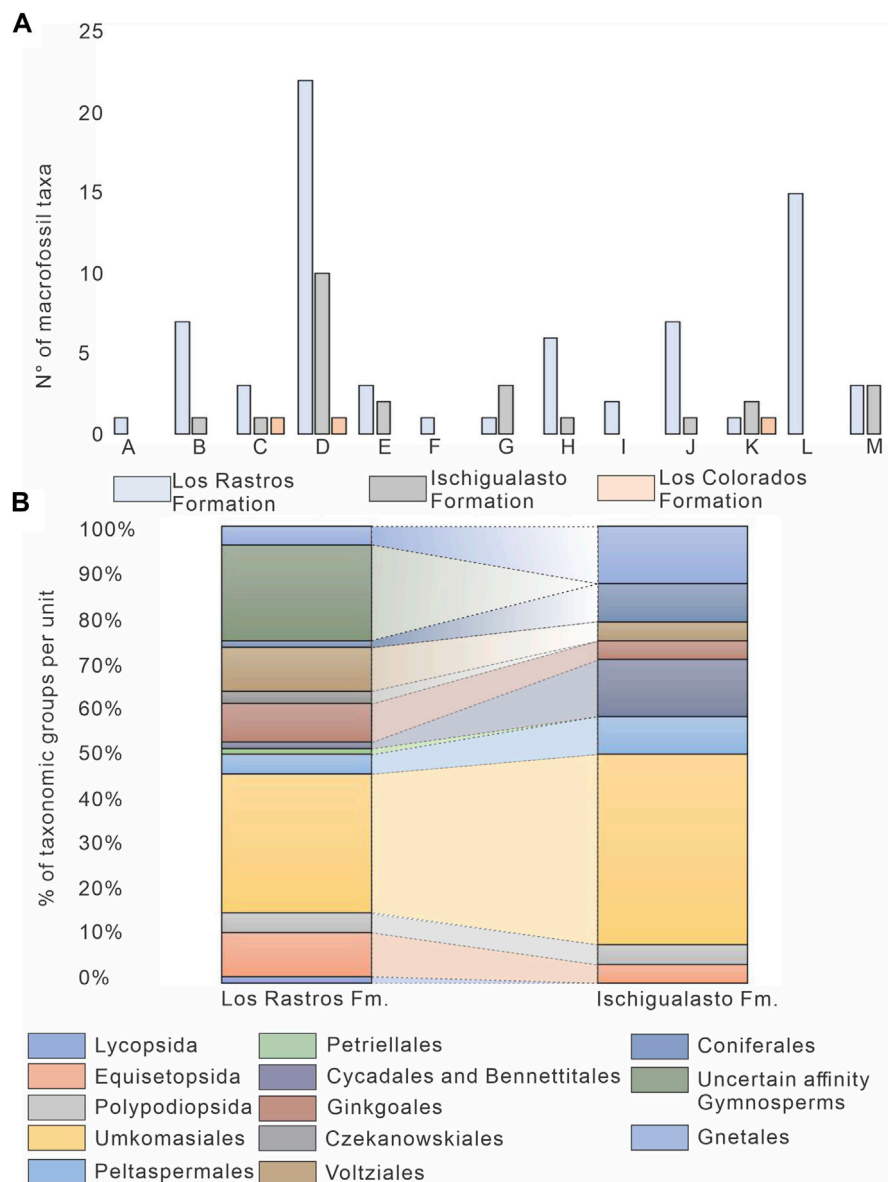 A
N° of macrofossil taxa
25
20
15
10
5
0
A B C D E F G H I J K L M
Los Rastros Formation
Ischigualasto Formation
Los Colorados Formation
B
% of taxonomic groups per unit
100%
90%
80%
70%
60%
50%
40%
30%
20%
10%
0%
Los Rastros Fm. Ischigualasto Fm.
Lycopsida
Equisetopsida
Polypodiopsida
Umkomasiales
Peltaspermales
Petriellales
Cycadales and Bennettitales
Ginkgoales
Czekanowskiales
Voltziales
Coniferales
Uncertain affinity
Gymnosperms
Gnetales